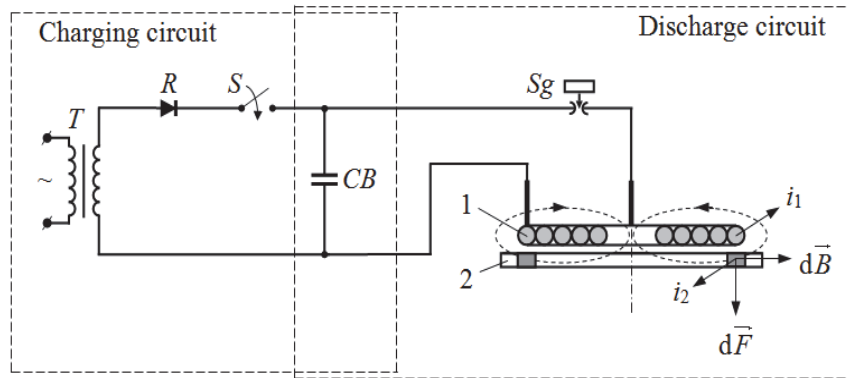 Charging circuit
Discharge circuit
R
S
Sg
T
~
CB
1
i₁
2
i₂
dB⃗
dF⃗